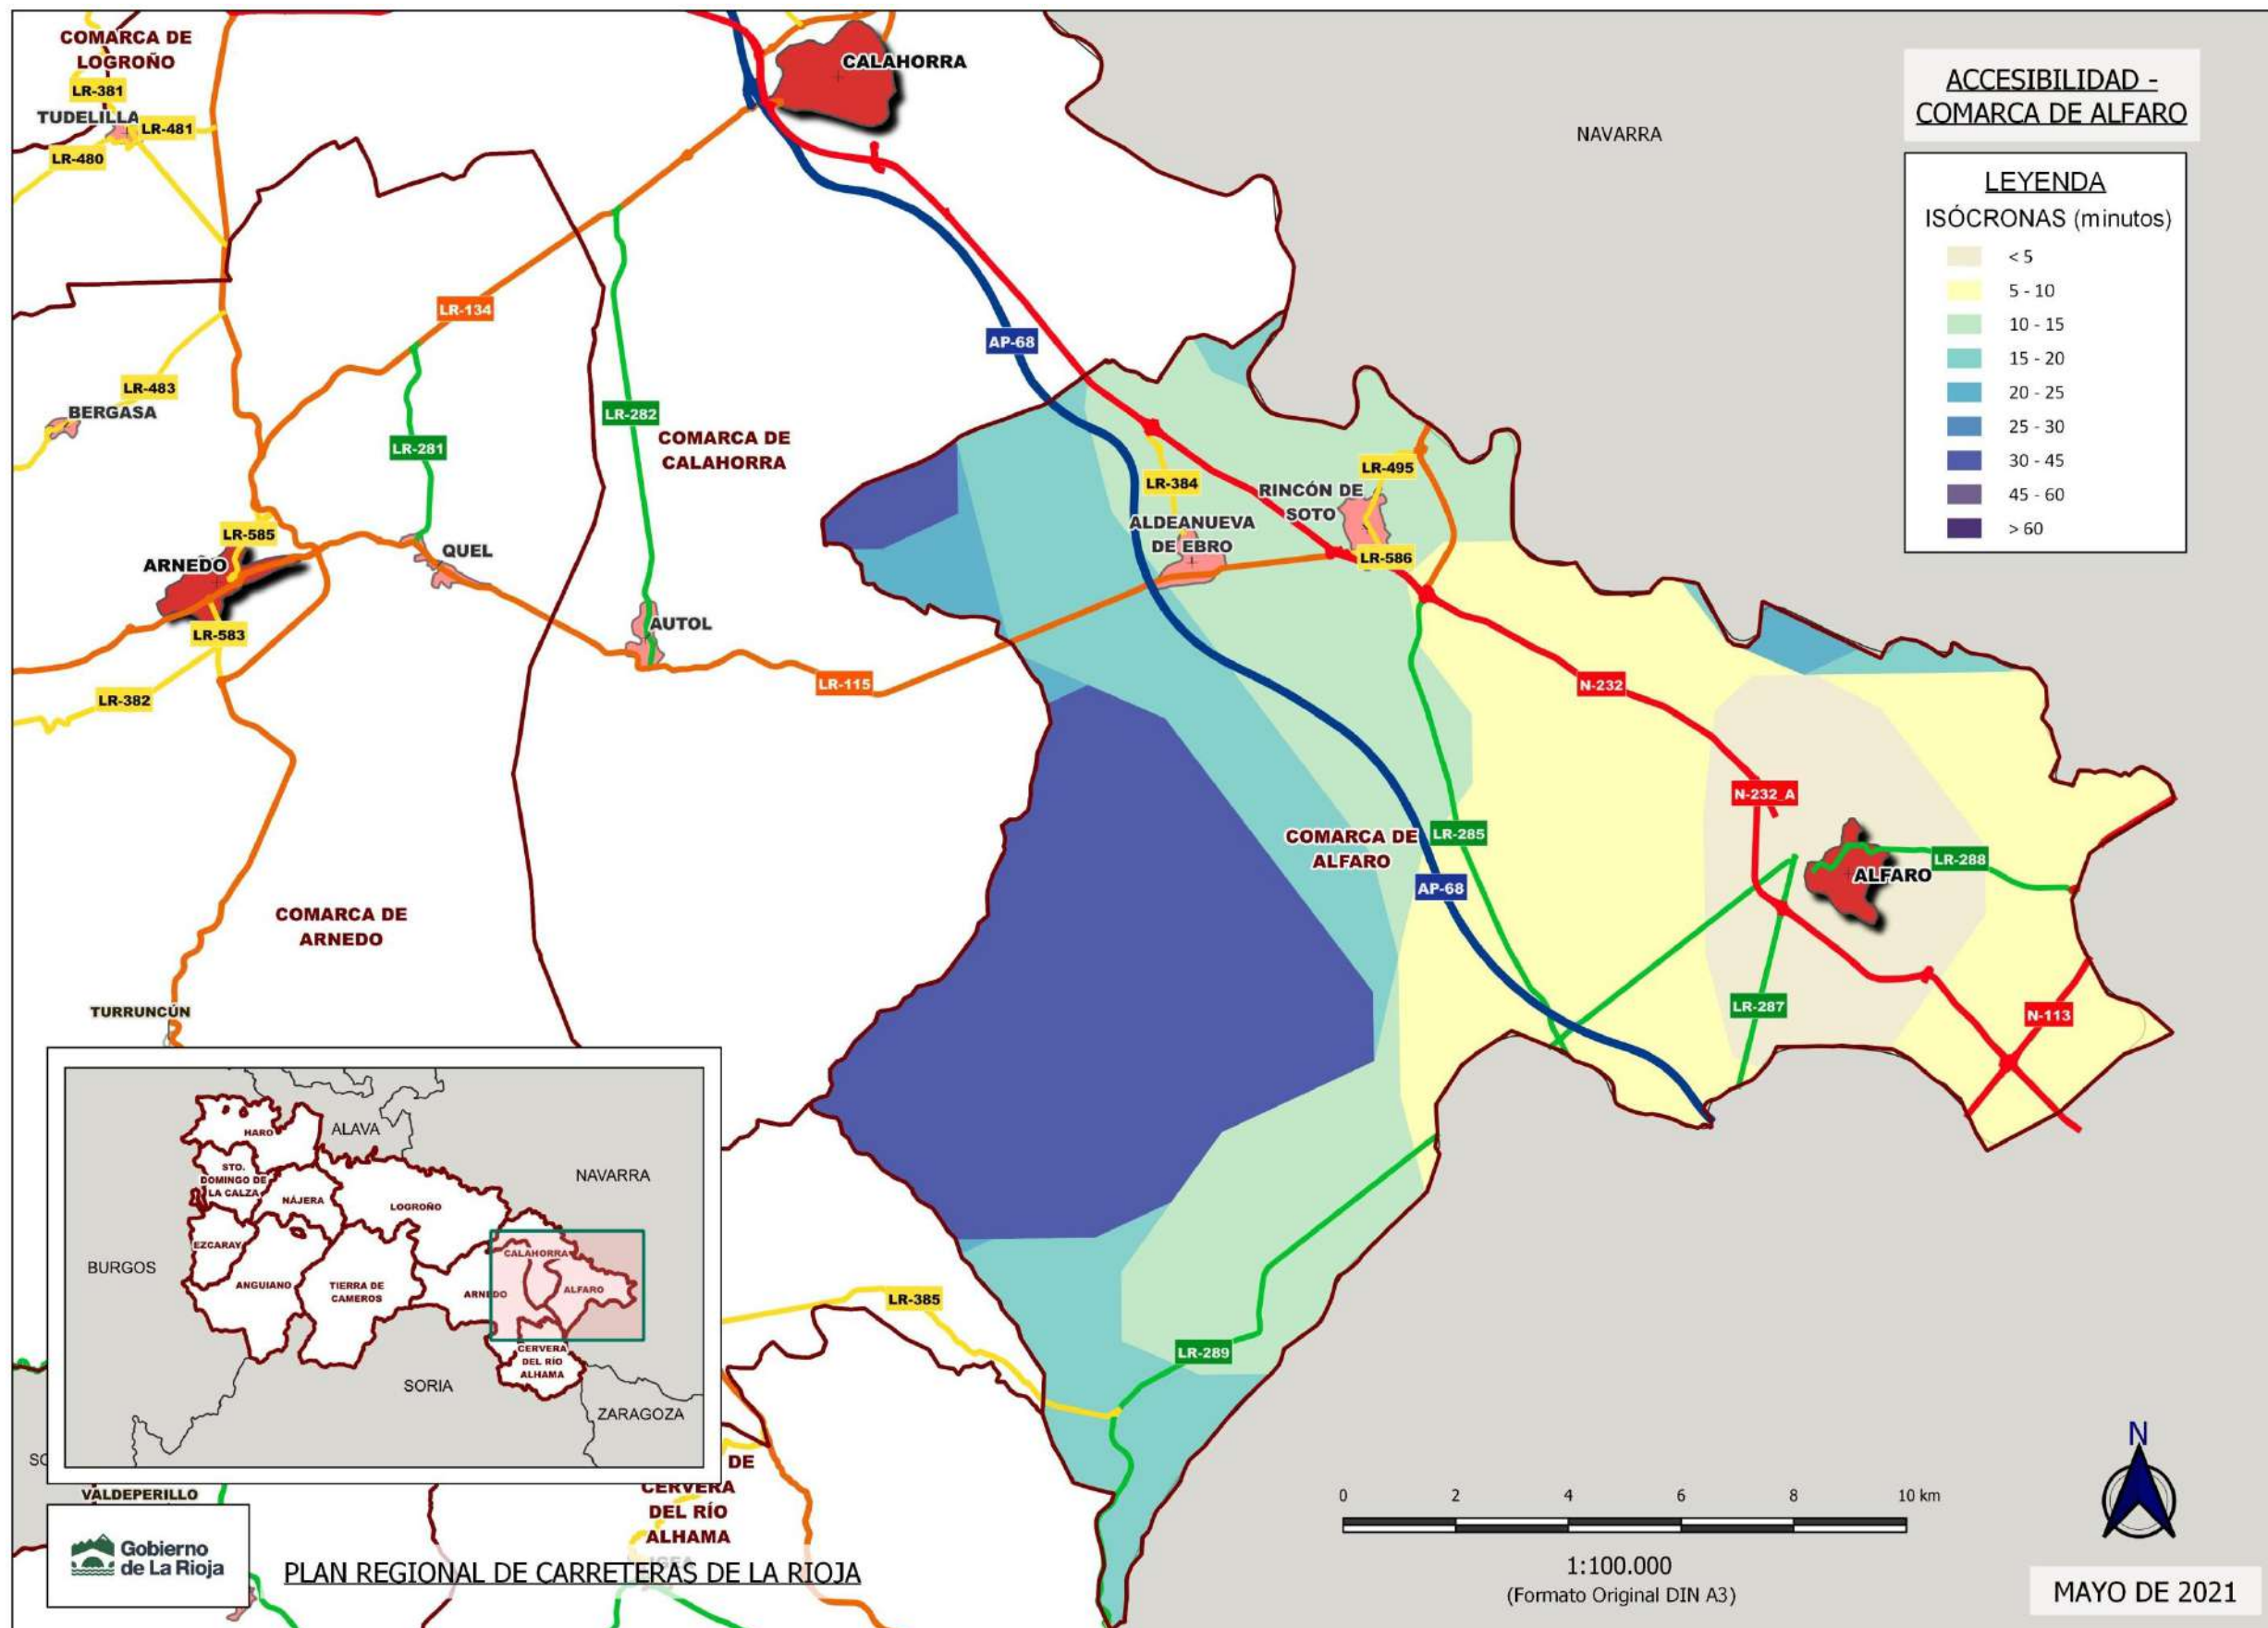 ACCESIBILIDAD -
COMARCA DE ALFARO
LEYENDA
ISÓCRONAS (minutos)
< 5
5 - 10
10 - 15
15 - 20
20 - 25
25 - 30
30 - 45
45 - 60
> 60
COMARCA DE
LOGROÑO
LR-381
TUDELILLA
LR-481
LR-480
CALAHORRA
NAVARRA
LR-134
AP-68
LR-483
BERGASA
LR-282
LR-281
COMARCA DE
CALAHORRA
LR-384
LR-495
RINCÓN DE
SOTO
ALDEANUEVA
DE EBRO
LR-586
LR-585
ARNEDO
QUEL
LR-583
AUTOL
LR-382
LR-115
N-232
N-232_A
COMARCA DE
ALFARO
LR-285
AP-68
LR-288
ALFARO
COMARCA DE
ARNEDO
LR-287
N-113
TURRUNCÚN
HARO
ALAVA
NAVARRA
STO.
DOMINGO DE
LA CALZA
NÁJERA
LOGROÑO
EZCARAY
BURGOS
ANGUIANO
TIERRA DE
CAMEROS
CALAHORRA
ARNEDO
ALFARO
CERVERA
DEL RÍO
ALHAMA
SORIA
ZARAGOZA
LR-385
LR-289
SO
VALDEPERILLO
DE
CERVERA
DEL RÍO
ALHAMA
IGEA
Gobierno
de La Rioja
PLAN REGIONAL DE CARRETERAS DE LA RIOJA
0 2 4 6 8 10 km
1:100.000
(Formato Original DIN A3)
N
MAYO DE 2021